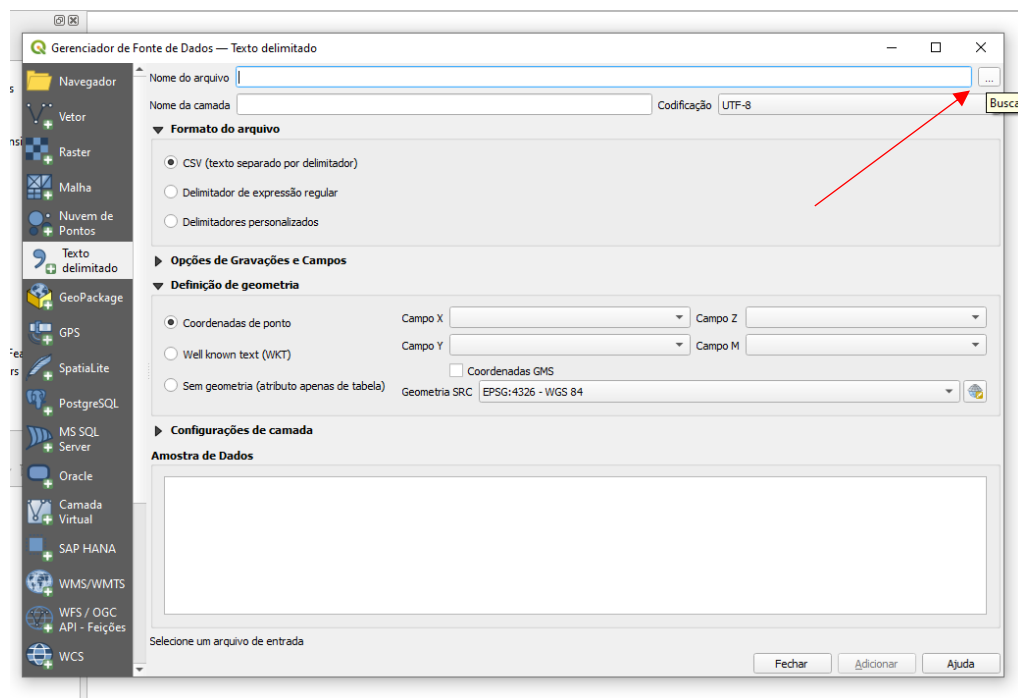 Gerenciador de Fonte de Dados — Texto delimitado
Navegador
Vetor
Raster
Malha
Nuvem de
Pontos
Texto
delimitado
GeoPackage
GPS
SpatiaLite
PostgreSQL
MS SQL
Server
Oracle
Camada
Virtual
SAP HANA
WMS/WMTS
WFS / OGC
API - Feições
WCS
Nome do arquivo
...
Busca
Nome da camada
Codificação UTF-8
Formato do arquivo
CSV (texto separado por delimitador)
Delimitador de expressão regular
Delimitadores personalizados
Opções de Gravações e Campos
Definição de geometria
Coordenadas de ponto
Well known text (WKT)
Sem geometria (atributo apenas de tabela)
Campo X
Campo Z
Campo Y
Campo M
Coordenadas GMS
Geometria SRC EPSG:4326 - WGS 84
Configurações de camada
Amostra de Dados
Selecione um arquivo de entrada
Fechar
Adicionar
Ajuda